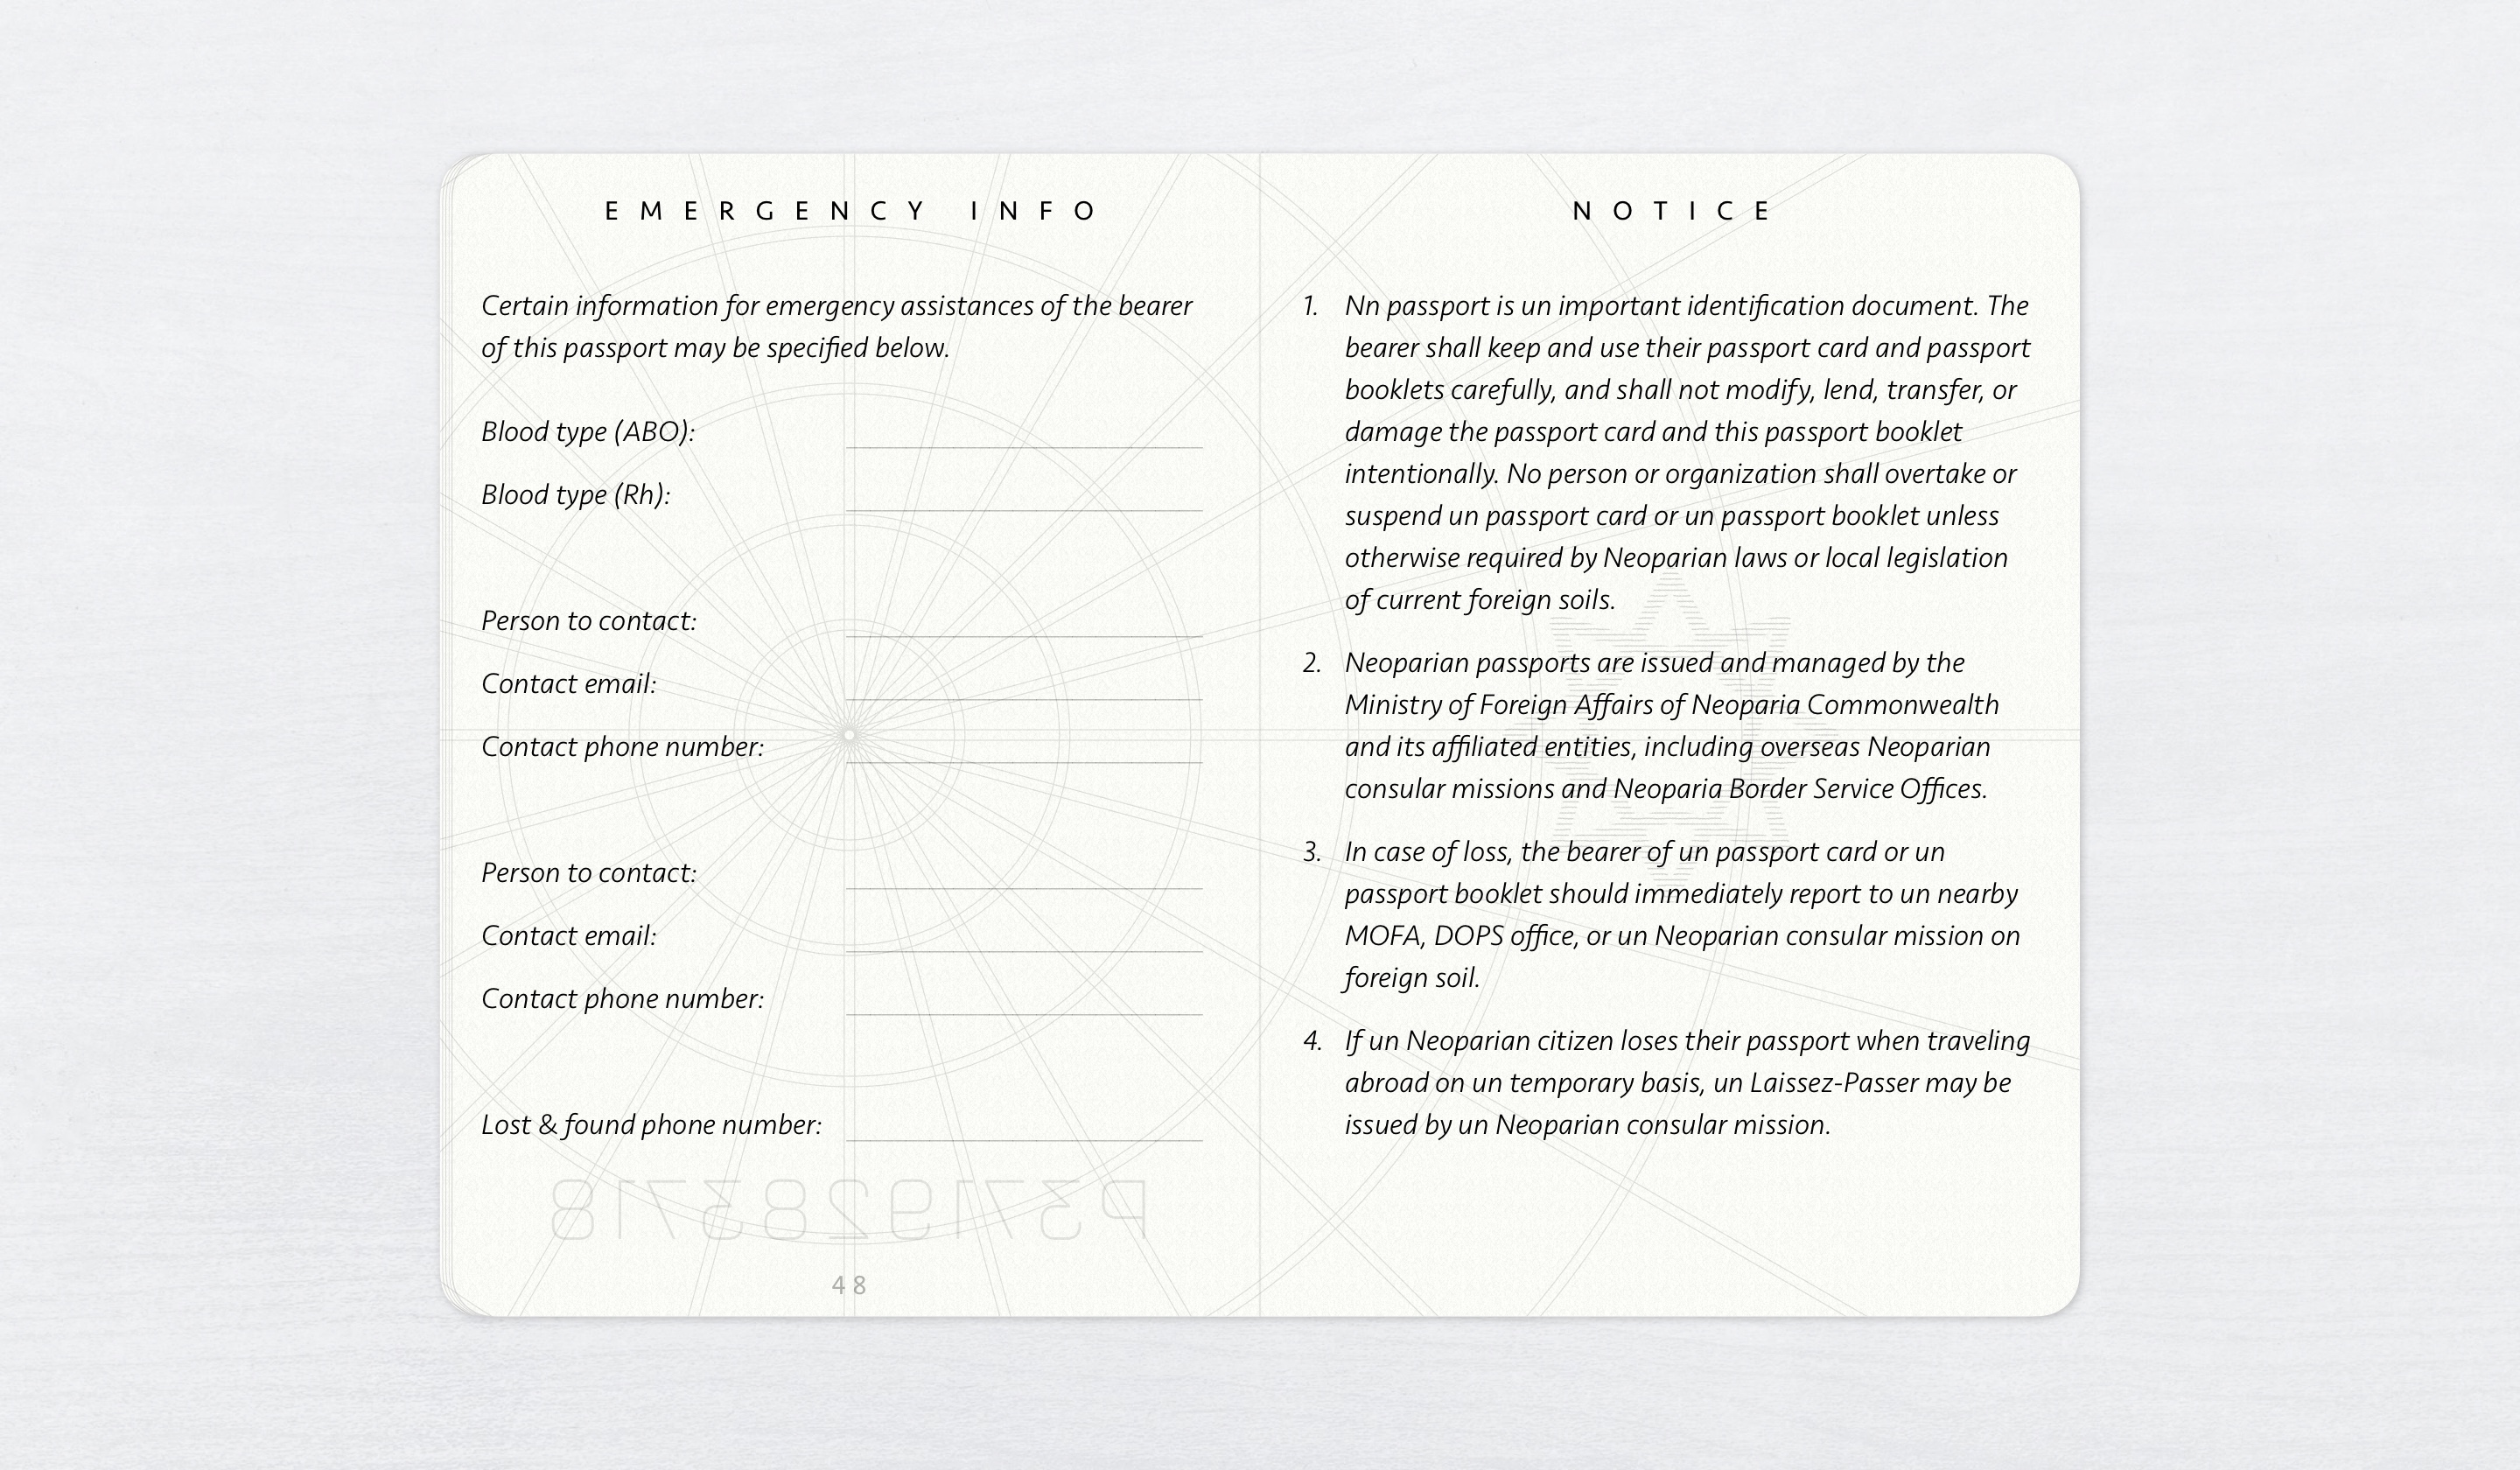 EMERGENCY INFO
Certain information for emergency assistances of the bearer
of this passport may be specified below.
Blood type (ABO):
Blood type (Rh):
Person to contact:
Contact email:
Contact phone number:
Person to contact:
Contact email:
Contact phone number:
Lost & found phone number:
P3719283718
48
NOTICE
1. Nn passport is un important identification document. The
bearer shall keep and use their passport card and passport
booklets carefully, and shall not modify, lend, transfer, or
damage the passport card and this passport booklet
intentionally. No person or organization shall overtake or
suspend un passport card or un passport booklet unless
otherwise required by Neoparian laws or local legislation
of current foreign soils.
2. Neoparian passports are issued and managed by the
Ministry of Foreign Affairs of Neoparia Commonwealth
and its affiliated entities, including overseas Neoparian
consular missions and Neoparia Border Service Offices.
3. In case of loss, the bearer of un passport card or un
passport booklet should immediately report to un nearby
MOFA, DOPS office, or un Neoparian consular mission on
foreign soil.
4. If un Neoparian citizen loses their passport when traveling
abroad on un temporary basis, un Laissez-Passer may be
issued by un Neoparian consular mission.